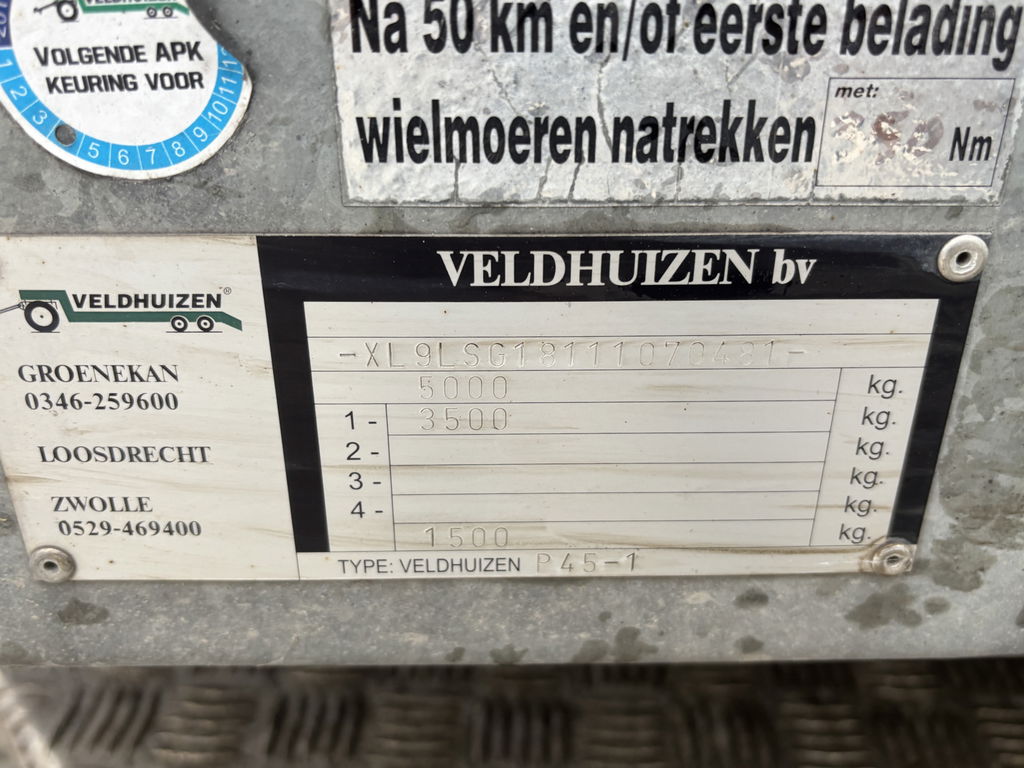 VELDHUIZEN
VOLGENDE APK
KEURING VOOR
1 2 3 5 6 7 8 9 10 11
Na 50 km en/of eerste belading
wielmoeren natrekken
met:
Nm
VELDHUIZEN®
GROENEKAN
0346-259600
LOOSDRECHT
ZWOLLE
0529-469400
VELDHUIZEN bv
-XL9LSG18111070481-
5000 kg.
1- 3500 kg.
2- kg.
3- kg.
4- kg.
1500 kg.
TYPE: VELDHUIZEN P45-1